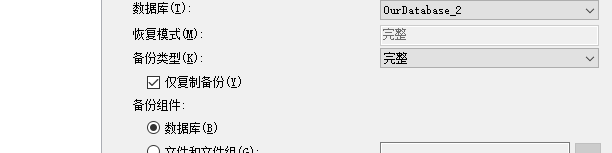 数据库(T): OurDatabase_2
恢复模式(M): 完整
备份类型(K): 完整
仅复制备份(Y)
备份组件:
数据库(B)
文件和文件组(G):